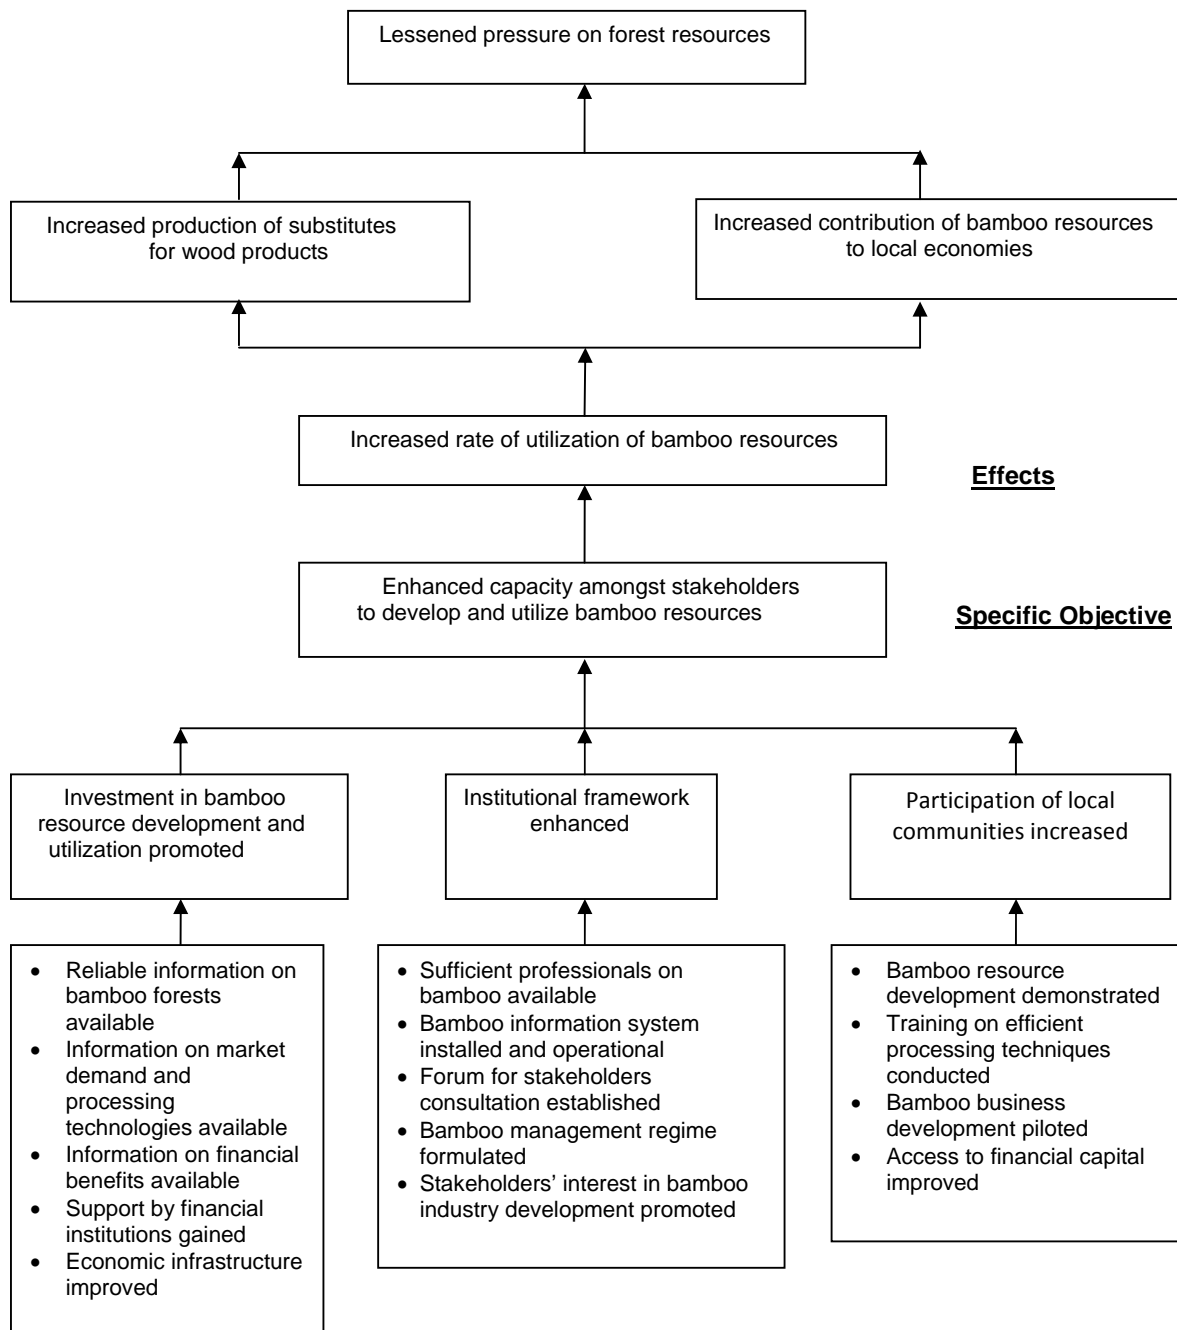 Lessened pressure on forest resources
Increased production of substitutes
for wood products
Increased contribution of bamboo resources
to local economies
Increased rate of utilization of bamboo resources
Effects
Enhanced capacity amongst stakeholders
to develop and utilize bamboo resources
Specific Objective
Investment in bamboo
resource development and
utilization promoted
Institutional framework
enhanced
Participation of local
communities increased
• Reliable information on
bamboo forests
available
• Information on market
demand and
processing
technologies available
• Information on financial
benefits available
• Support by financial
institutions gained
• Economic infrastructure
improved
• Sufficient professionals on
bamboo available
• Bamboo information system
installed and operational
• Forum for stakeholders
consultation established
• Bamboo management regime
formulated
• Stakeholders’ interest in bamboo
industry development promoted
• Bamboo resource
development demonstrated
• Training on efficient
processing techniques
conducted
• Bamboo business
development piloted
• Access to financial capital
improved